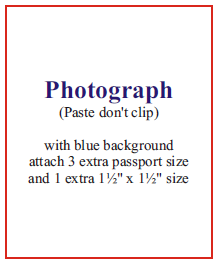 Photograph
(Paste don't clip)
with blue background
attach 3 extra passport size
and 1 extra 1½" x 1½" size